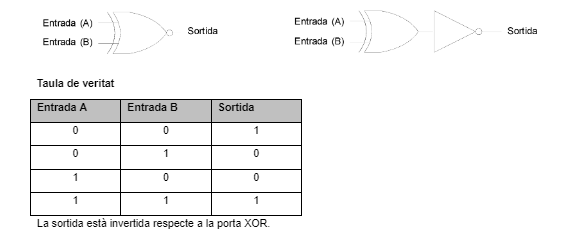 Entrada (A)
Entrada (B)
Sortida
Entrada (A)
Entrada (B)
Sortida
Taula de veritat
Entrada A Entrada B Sortida
0 0 1
0 1 0
1 0 0
1 1 1
La sortida està invertida respecte a la porta XOR.